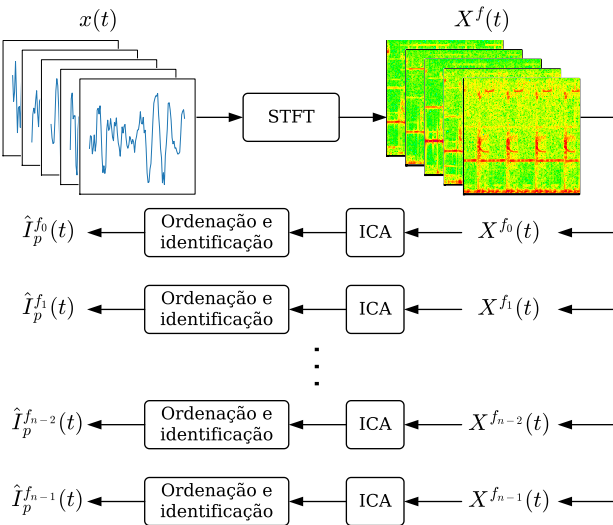 x(t) X^f(t)
STFT
Î_p^{f_0}(t) Ordenação e identificação ICA X^{f_0}(t)
Î_p^{f_1}(t) Ordenação e identificação ICA X^{f_1}(t)
⋮
Î_p^{f_{n-2}}(t) Ordenação e identificação ICA X^{f_{n-2}}(t)
Î_p^{f_{n-1}}(t) Ordenação e identificação ICA X^{f_{n-1}}(t)